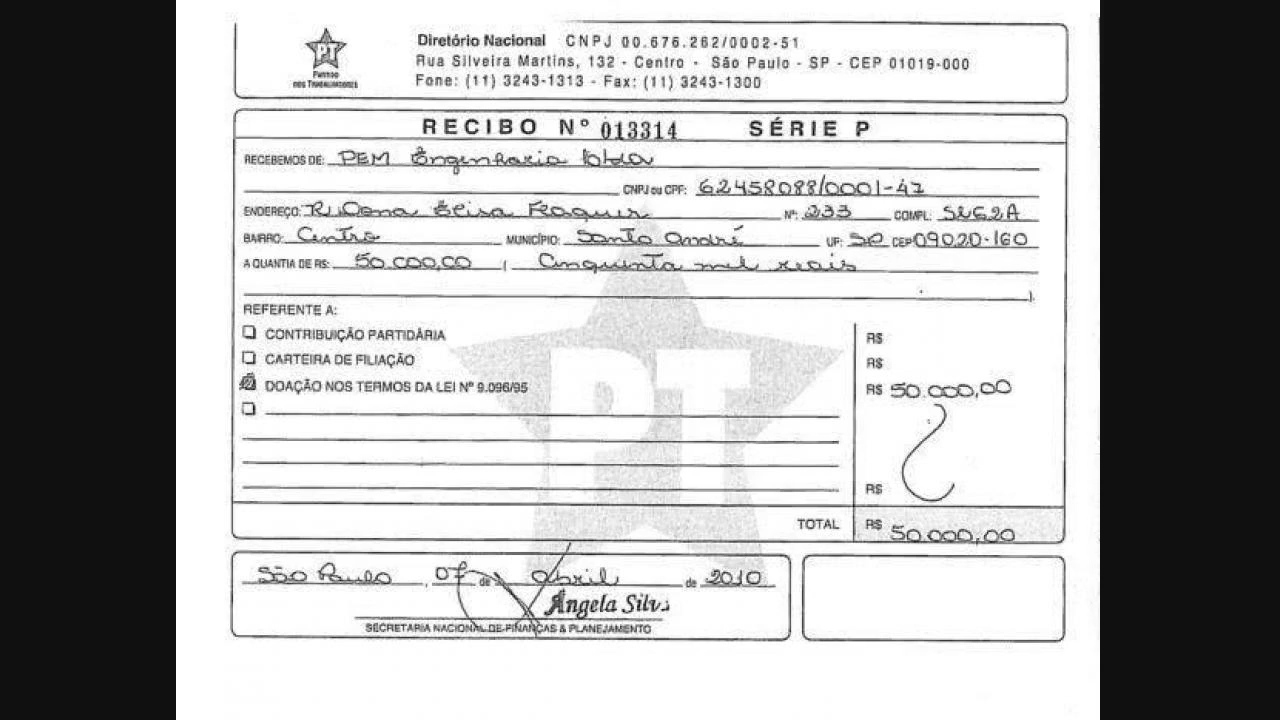 PT
PARTIDO
DOS TRABALHADORES
Diretório Nacional CNPJ 00.676.262/0002-51
Rua Silveira Martins, 132 - Centro - São Paulo - SP - CEP 01019-000
Fone: (11) 3243-1313 - Fax: (11) 3243-1300
RECIBO Nº 013314 SÉRIE P
RECEBEMOS DE: PEM Engenharia Ltda
CNPJ ou CPF: 62458088/0001-47
ENDEREÇO: R. Dona Elisa Flaquer Nº: 233 COMPL:
BAIRRO: Centro MUNICÍPIO: Santo André UF: SP CEP 09020-160
A QUANTIA DE R$: 50.000,00 ( Cinquenta mil reais
).
REFERENTE A:
CONTRIBUIÇÃO PARTIDÁRIA R$
CARTEIRA DE FILIAÇÃO R$
DOAÇÃO NOS TERMOS DA LEI Nº 9.096/95 R$ 50.000,00
PT
R$
TOTAL R$ 50.000,00
São Paulo, 07 de abril de 2010
Ângela Silva
SECRETARIA NACIONAL DE FINANÇAS & PLANEJAMENTO